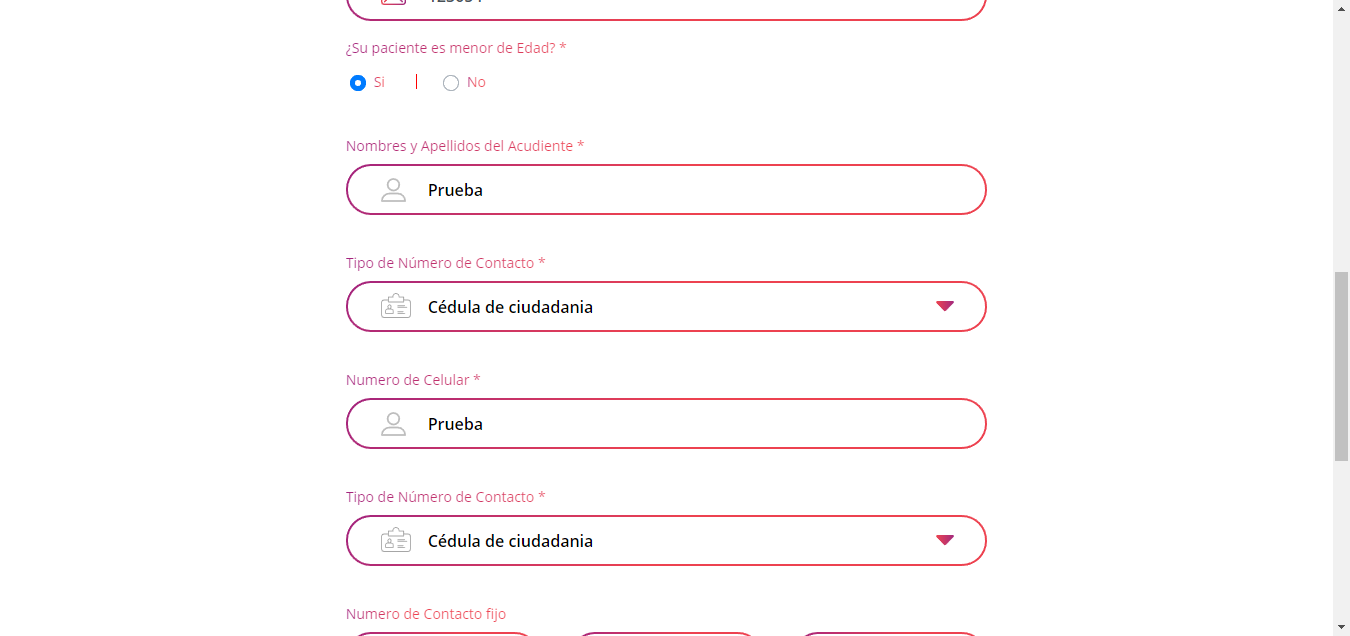 ¿Su paciente es menor de Edad? *
Si | No
Nombres y Apellidos del Acudiente *
Prueba
Tipo de Número de Contacto *
Cédula de ciudadania
Numero de Celular *
Prueba
Tipo de Número de Contacto *
Cédula de ciudadania
Numero de Contacto fijo